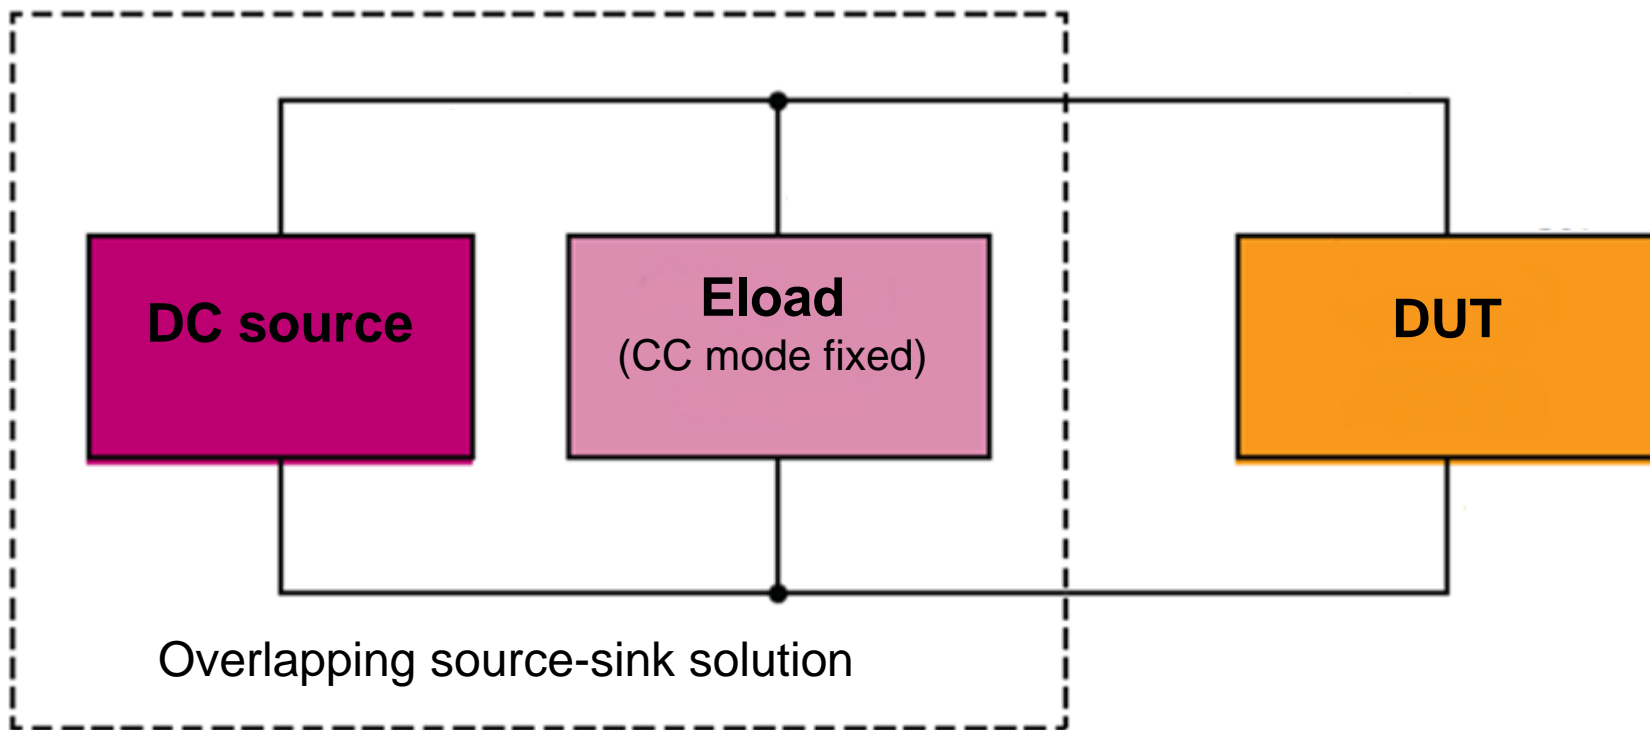 DC source
Eload
(CC mode fixed)
DUT
Overlapping source-sink solution